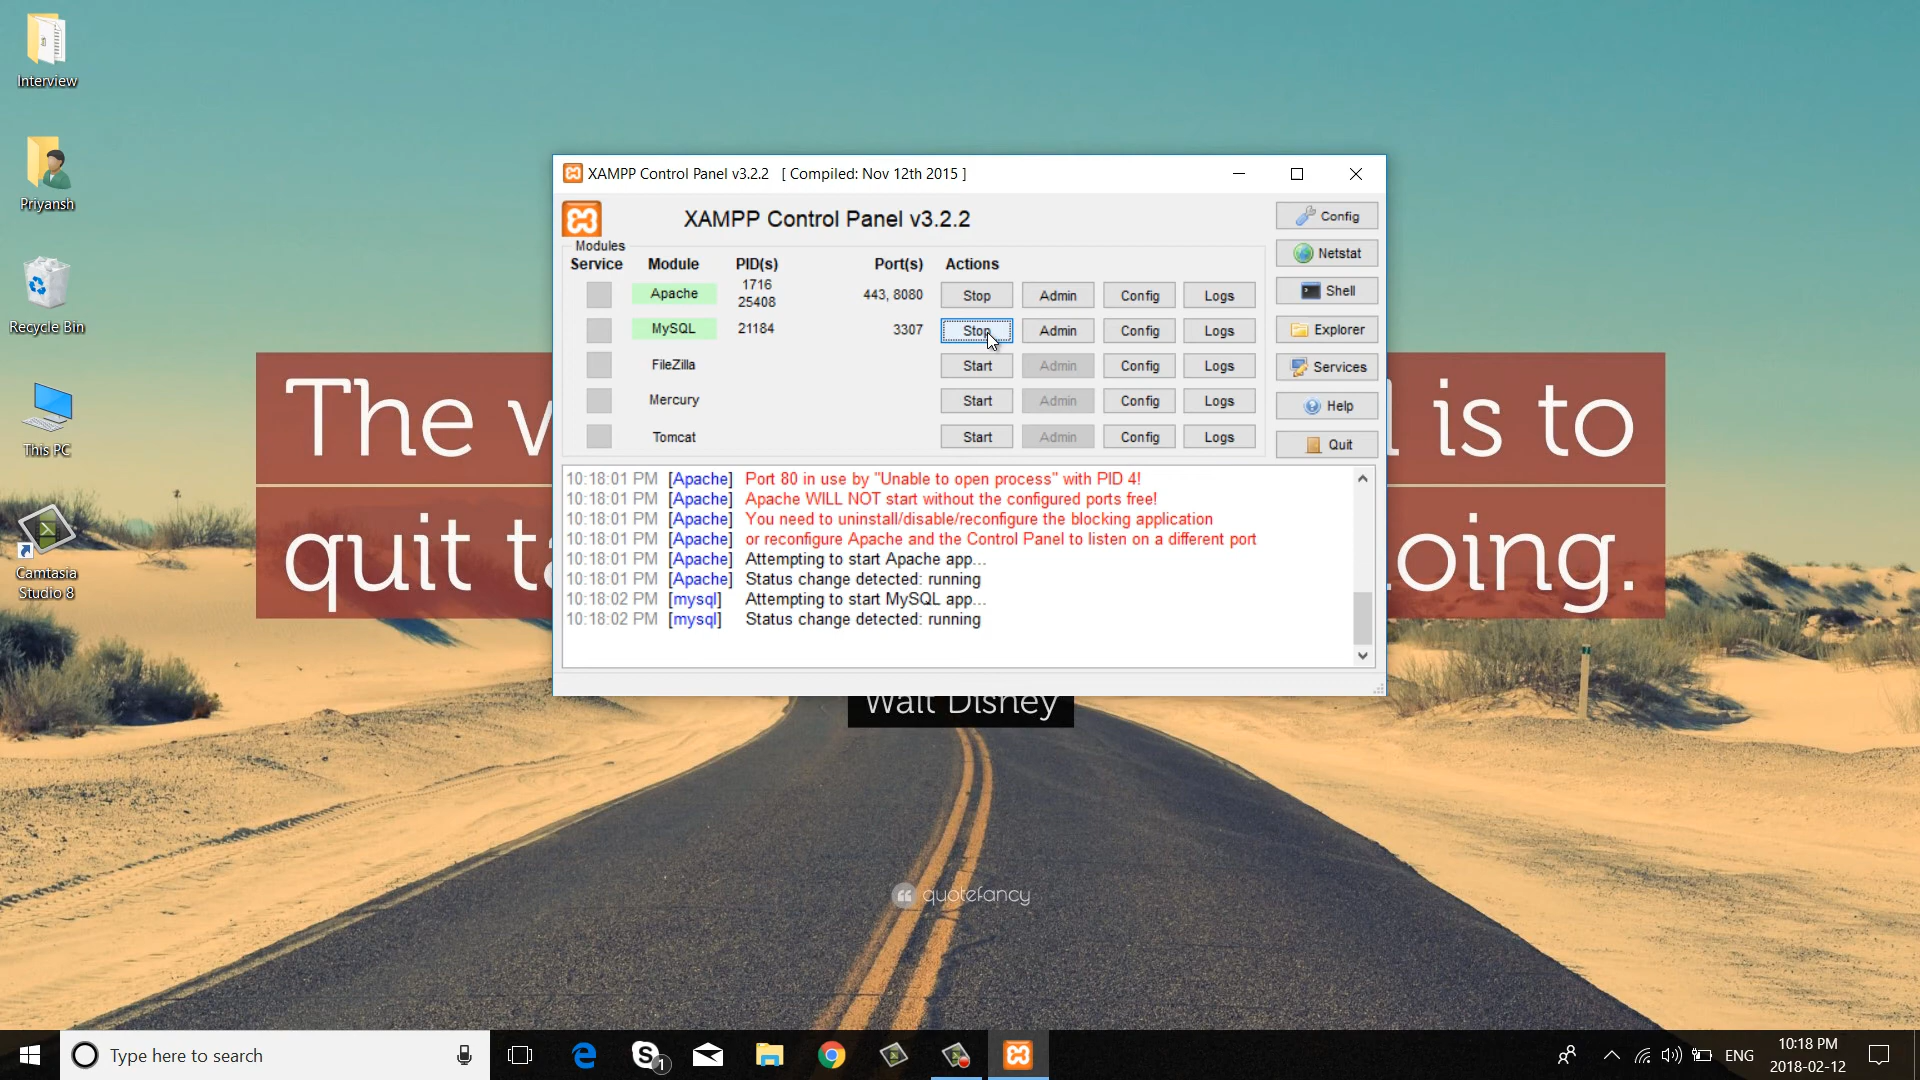 Interview
Priyansh
Recycle Bin
This PC
Camtasia
Studio 8
The
is to
quit
oing.
Walt Disney
quotefancy
XAMPP Control Panel v3.2.2 [ Compiled: Nov 12th 2015 ]
XAMPP Control Panel v3.2.2
Modules
Service Module PID(s) Port(s) Actions
Apache 1716 25408 443, 8080 Stop Admin Config Logs
MySQL 21184 3307 Stop Admin Config Logs
FileZilla Start Admin Config Logs
Mercury Start Admin Config Logs
Tomcat Start Admin Config Logs
Config
Netstat
Shell
Explorer
Services
Help
Quit
10:18:01 PM [Apache] Port 80 in use by "Unable to open process" with PID 4!
10:18:01 PM [Apache] Apache WILL NOT start without the configured ports free!
10:18:01 PM [Apache] You need to uninstall/disable/reconfigure the blocking application
10:18:01 PM [Apache] or reconfigure Apache and the Control Panel to listen on a different port
10:18:01 PM [Apache] Attempting to start Apache app...
10:18:01 PM [Apache] Status change detected: running
10:18:02 PM [mysql] Attempting to start MySQL app...
10:18:02 PM [mysql] Status change detected: running
Type here to search
1
ENG
10:18 PM
2018-02-12